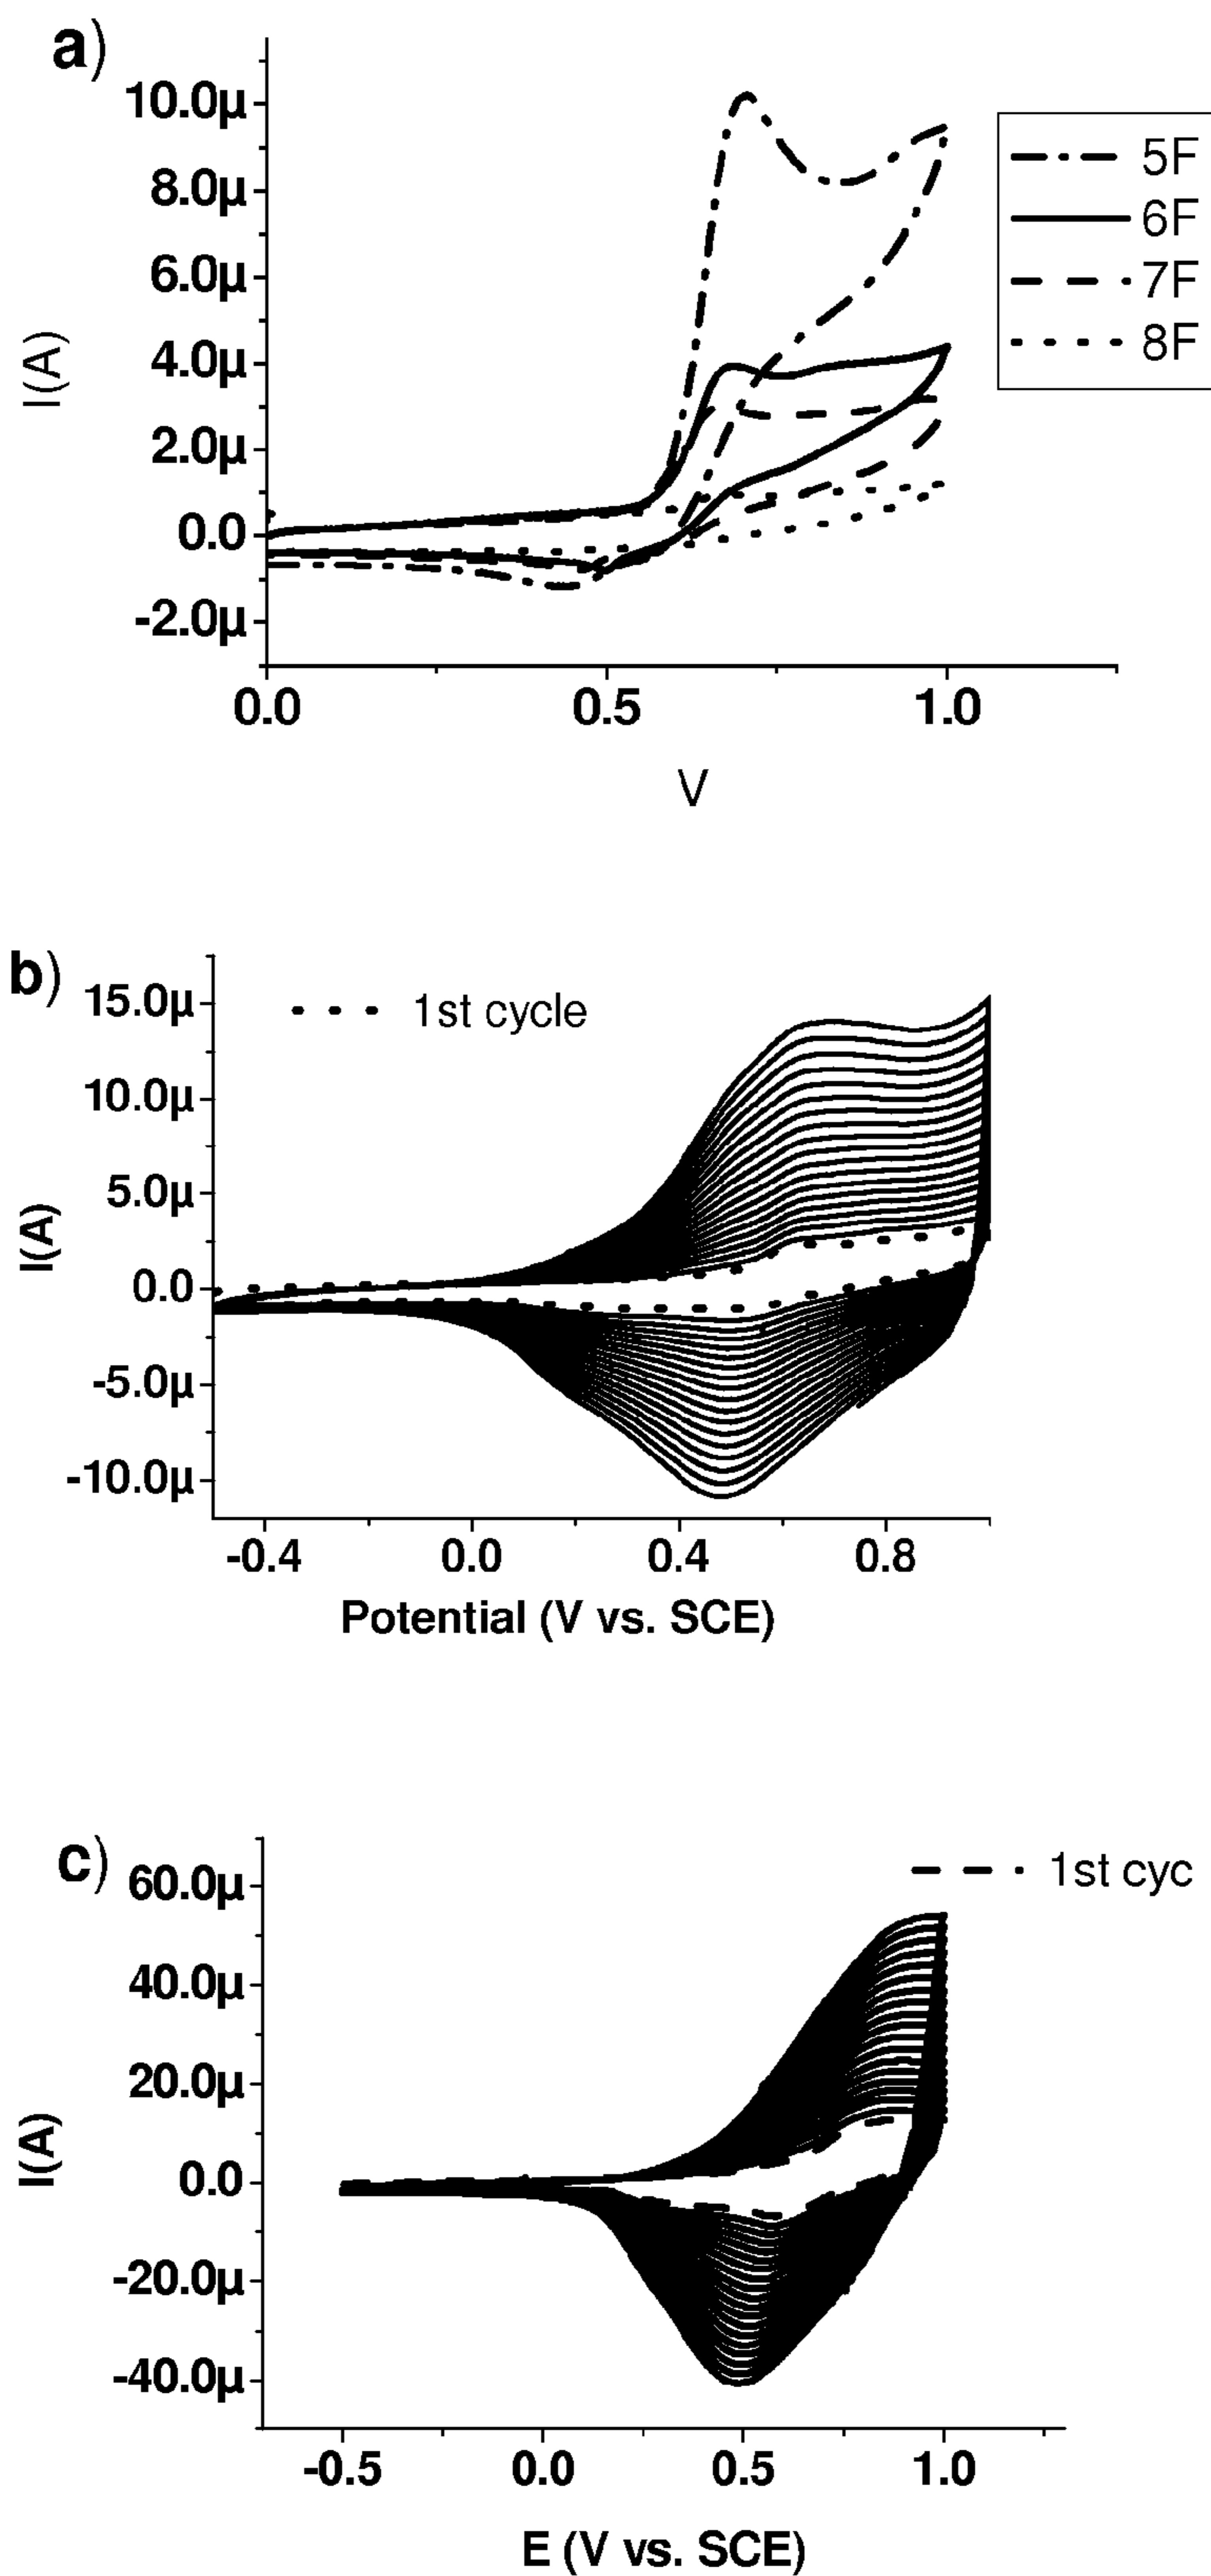 a)
10.0μ
8.0μ
6.0μ
4.0μ
2.0μ
0.0
-2.0μ
I(A)
0.0 0.5 1.0
V
5F
6F
7F
8F
b)
1st cycle
15.0μ
10.0μ
5.0μ
0.0
-5.0μ
-10.0μ
I(A)
-0.4 0.0 0.4 0.8
Potential (V vs. SCE)
c)
1st cyc
60.0μ
40.0μ
20.0μ
0.0
-20.0μ
-40.0μ
I(A)
-0.5 0.0 0.5 1.0
E (V vs. SCE)